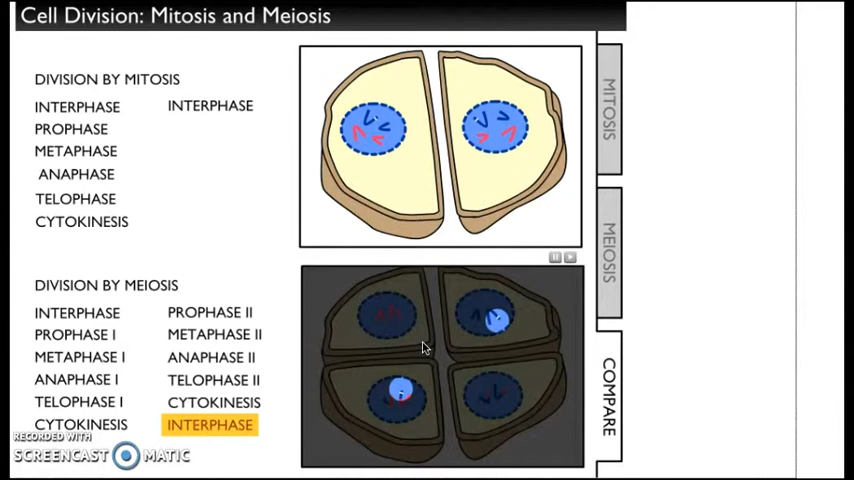 Cell Division: Mitosis and Meiosis
DIVISION BY MITOSIS
INTERPHASE
PROPHASE
METAPHASE
ANAPHASE
TELOPHASE
CYTOKINESIS
INTERPHASE
DIVISION BY MEIOSIS
INTERPHASE
PROPHASE I
METAPHASE I
ANAPHASE I
TELOPHASE I
CYTOKINESIS
PROPHASE II
METAPHASE II
ANAPHASE II
TELOPHASE II
CYTOKINESIS
INTERPHASE
MITOSIS
MEIOSIS
COMPARE
RECORDED WITH
SCREENCAST MATIC